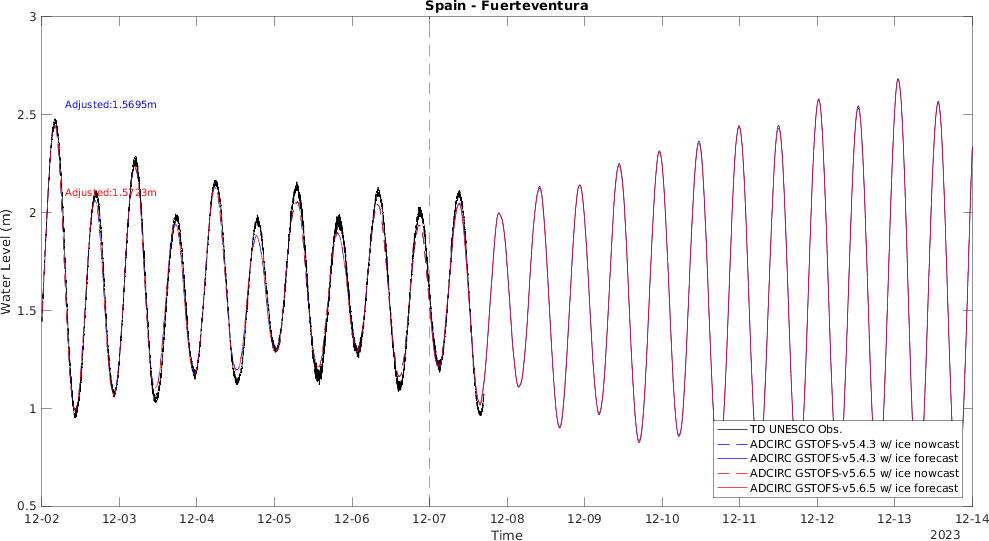 Spain - Fuerteventura
3
2.5
2
1.5
1
0.5
Water Level (m)
Adjusted:1.5695m
Adjusted:1.5723m
TD UNESCO Obs.
ADCIRC GSTOFS-v5.4.3 w/ ice nowcast
ADCIRC GSTOFS-v5.4.3 w/ ice forecast
ADCIRC GSTOFS-v5.6.5 w/ ice nowcast
ADCIRC GSTOFS-v5.6.5 w/ ice forecast
12-02 12-03 12-04 12-05 12-06 12-07 12-08 12-09 12-10 12-11 12-12 12-13 12-14
Time
2023